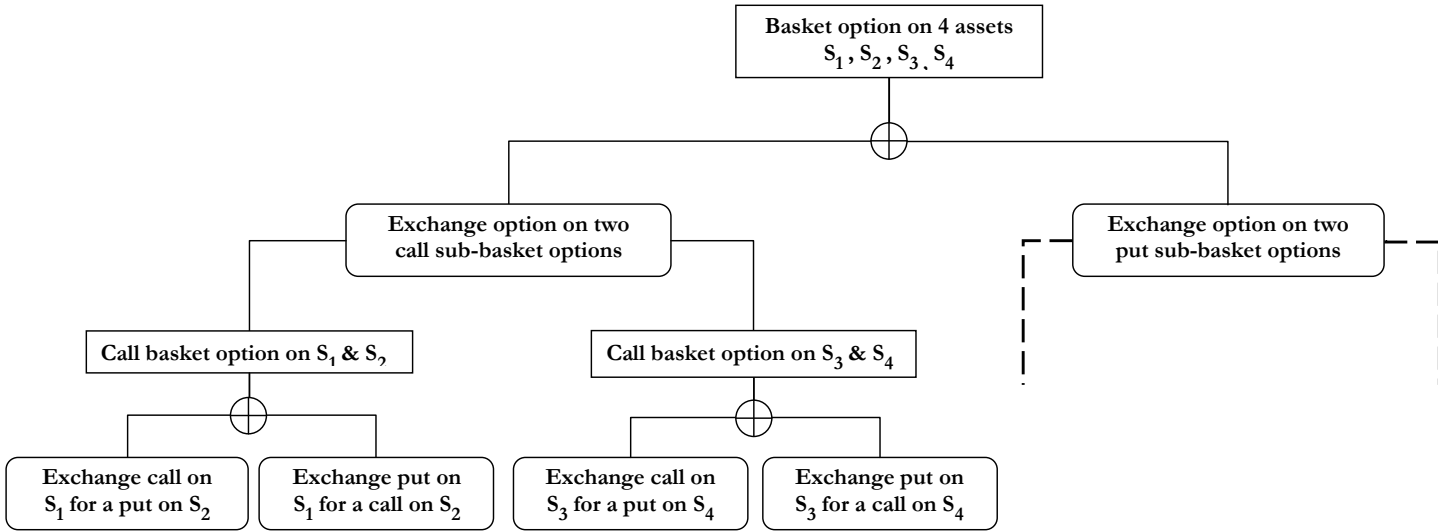 Basket option on 4 assets
S₁ , S₂ , S₃ , S₄
Exchange option on two
call sub-basket options
Exchange option on two
put sub-basket options
Call basket option on S₁ & S₂
Call basket option on S₃ & S₄
Exchange call on
S₁ for a put on S₂
Exchange put on
S₁ for a call on S₂
Exchange call on
S₃ for a put on S₄
Exchange put on
S₃ for a call on S₄